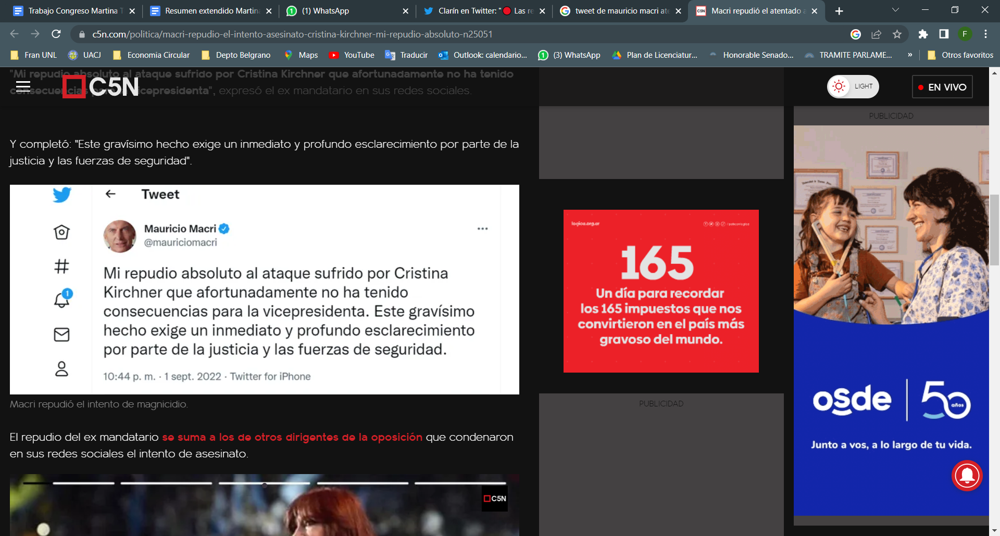 Trabajo Congreso Martina T
Resumen extendido Martina
(1) WhatsApp
Clarín en Twitter: "🔴 Las re
tweet de mauricio macri ate
Macri repudió el atentado a
c5n.com/politica/macri-repudio-el-intento-asesinato-cristina-kirchner-mi-repudio-absoluto-n25051
F
Fran UNL
UACJ
Economia Circular
Depto Belgrano
Maps
YouTube
Traducir
Outlook: calendario...
(3) WhatsApp
Plan de Licenciatur...
Honorable Senado...
TRAMITE PARLAME...
»
Otros favoritos
"Mi repudio absoluto al ataque sufrido por Cristina Kirchner que afortunadamente no ha tenido
consecuencias para la vicepresidenta", expresó el ex mandatario en sus redes sociales.
C5N
LIGHT
EN VIVO
Y completó: "Este gravísimo hecho exige un inmediato y profundo esclarecimiento por parte de la
justicia y las fuerzas de seguridad".
Tweet
Mauricio Macri
@mauriciomacri
1
Mi repudio absoluto al ataque sufrido por Cristina
Kirchner que afortunadamente no ha tenido
consecuencias para la vicepresidenta. Este gravísimo
hecho exige un inmediato y profundo esclarecimiento
por parte de la justicia y las fuerzas de seguridad.
10:44 p. m. · 1 sept. 2022 · Twitter for iPhone
Macri repudió el intento de magnicidio.
El repudio del ex mandatario se suma a los de otros dirigentes de la oposición que condenaron
en sus redes sociales el intento de asesinato.
C5N
logica.org.ar
165
Un día para recordar
los 165 impuestos que nos
convirtieron en el país más
gravoso del mundo.
PUBLICIDAD
PUBLICIDAD
osde
50
años
Junto a vos, a lo largo de tu vida.